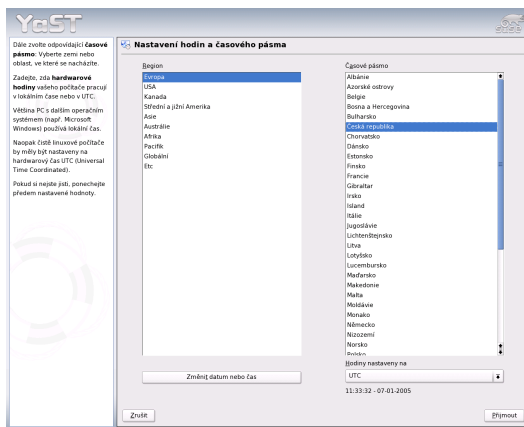 YaST
SUSE
Dále zvolte odpovídající časové
pásmo: Vyberte zemi nebo
oblast, ve které se nacházíte.
Zadejte, zda hardwarové
hodiny vašeho počítače pracují
v lokálním čase nebo v UTC.
Většina PC s dalším operačním
systémem (např. Microsoft
Windows) používá lokální čas.
Naopak čistě linuxové počítače
by měly být nastaveny na
hardwarový čas UTC (Universal
Time Coordinated).
Pokud si nejste jisti, ponechejte
předem nastavené hodnoty.
Nastavení hodin a časového pásma
Region
Evropa
USA
Kanada
Střední a jižní Amerika
Asie
Austrálie
Afrika
Pacifik
Globální
Etc
Změnit datum nebo čas
Časové pásmo
Albánie
Azorské ostrovy
Belgie
Bosna a Hercegovina
Bulharsko
Česká republika
Chorvatsko
Dánsko
Estonsko
Finsko
Francie
Gibraltar
Irsko
Island
Itálie
Jugoslávie
Lichtenštejnsko
Litva
Lotyšsko
Lucembursko
Maďarsko
Makedonie
Malta
Moldávie
Monako
Německo
Nizozemí
Norsko
Polsko
Hodiny nastaveny na
UTC
11:33:32 - 07-01-2005
Zrušit
Přijmout